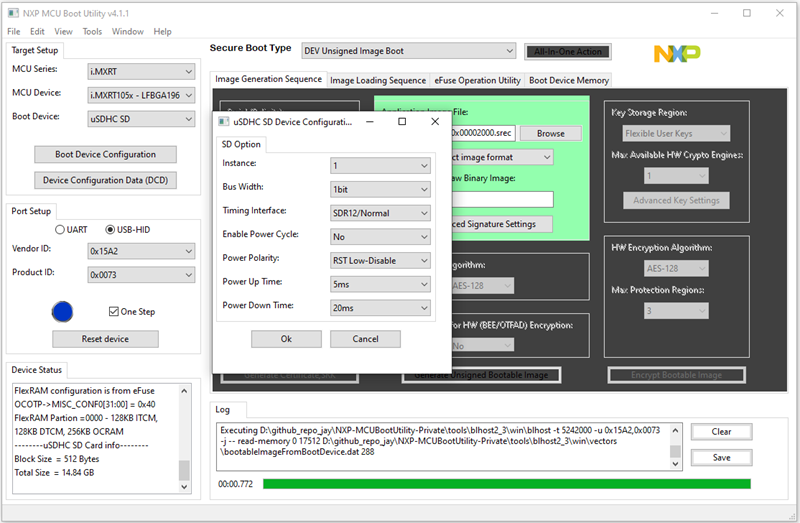 NXP MCU Boot Utility v4.1.1
File Edit View Tools Window Help
Target Setup
MCU Series: i.MXRT
MCU Device: i.MXRT105x - LFBGA196
Boot Device: uSDHC SD
Boot Device Configuration
Device Configuration Data (DCD)
Port Setup
UART USB-HID
Vendor ID: 0x15A2
Product ID: 0x0073
One Step
Reset device
Device Status
FlexRAM configuration is from eFuse
OCOTP->MISC_CONF0[31:00] = 0x40
FlexRAM Partion =0000 - 128KB ITCM,
128KB DTCM, 256KB OCRAM
--------uSDHC SD Card info--------
Block Size = 512 Bytes
Total Size = 14.84 GB
Secure Boot Type DEV Unsigned Image Boot All-In-One Action
NXP
Image Generation Sequence Image Loading Sequence eFuse Operation Utility Boot Device Memory
File:
0x00002000.srec Browse
ct image format
aw Binary Image:
ced Signature Settings
gorithm:
AES-128
for HW (BEE/OTFAD) Encryption:
No
Generate Unsigned Bootable Image
Key Storage Region:
Flexible User Keys
Max Available HW Crypto Engines:
1
Advanced Key Settings
HW Encryption Algorithm:
AES-128
Max Protection Regions:
3
Encrypt Bootable Image
uSDHC SD Device Configurati...
SD Option
Instance: 1
Bus Width: 1bit
Timing Interface: SDR12/Normal
Enable Power Cycle: No
Power Polarity: RST Low-Disable
Power Up Time: 5ms
Power Down Time: 20ms
Ok Cancel
Log
Executing D:\github_repo_jay\NXP-MCUBootUtility-Private\tools\blhost2_3\win\blhost -t 5242000 -u 0x15A2,0x0073
-j -- read-memory 0 17512 D:\github_repo_jay\NXP-MCUBootUtility-Private\tools\blhost2_3\win\vectors
\bootableImageFromBootDevice.dat 288
Clear
Save
00:00.772